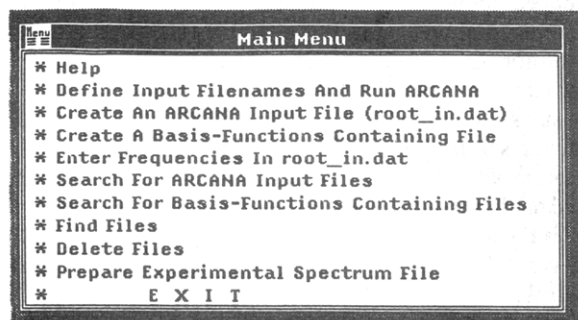 Menu
Main Menu
* Help
* Define Input Filenames And Run ARCANA
* Create An ARCANA Input File (root_in.dat)
* Create A Basis-Functions Containing File
* Enter Frequencies In root_in.dat
* Search For ARCANA Input Files
* Search For Basis-Functions Containing Files
* Find Files
* Delete Files
* Prepare Experimental Spectrum File
* E X I T